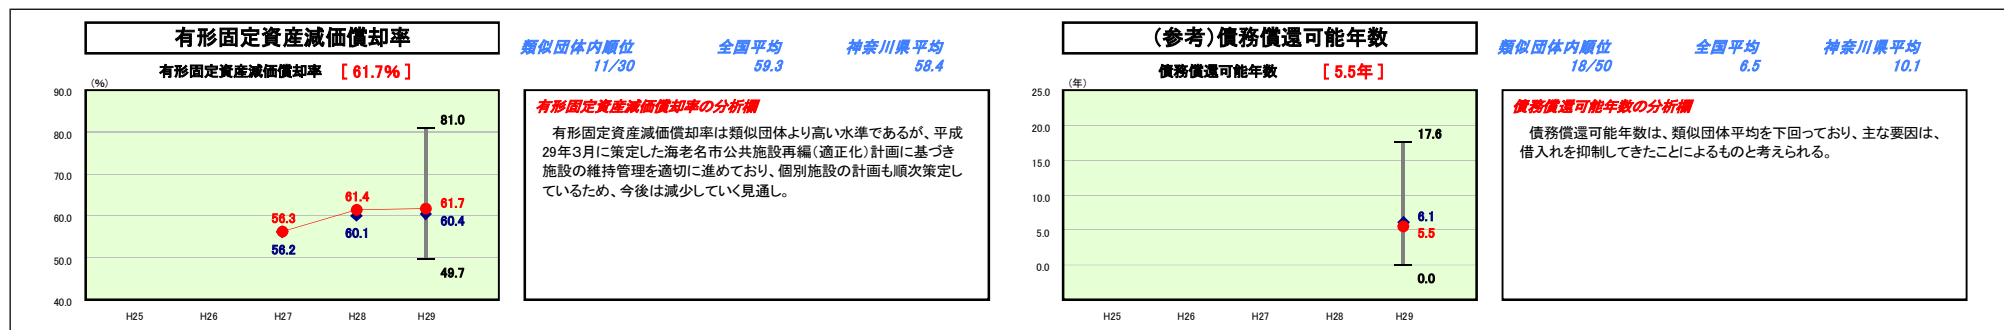 有形固定資産減価償却率
有形固定資産減価償却率 [ 61.7% ]
類似団体内順位 全国平均 神奈川県平均
11/30 59.3 58.4
(%)
90.0
80.0
70.0
60.0
50.0
40.0
81.0
56.3 61.4 61.7
56.2 60.1 60.4
49.7
H25 H26 H27 H28 H29
有形固定資産減価償却率の分析欄
有形固定資産減価償却率は類似団体より高い水準であるが、平成
29年3月に策定した海老名市公共施設再編(適正化)計画に基づき
施設の維持管理を適切に進めており、個別施設の計画も順次策定し
ているため、今後は減少していく見通し。
(参考)債務償還可能年数
債務償還可能年数 [ 5.5年 ]
類似団体内順位 全国平均 神奈川県平均
18/50 6.5 10.1
(年)
25.0
20.0
15.0
10.0
5.0
0.0
17.6
6.1
5.5
0.0
H25 H26 H27 H28 H29
債務償還可能年数の分析欄
債務償還可能年数は、類似団体平均を下回っており、主な要因は、
借入れを抑制してきたことによるものと考えられる。